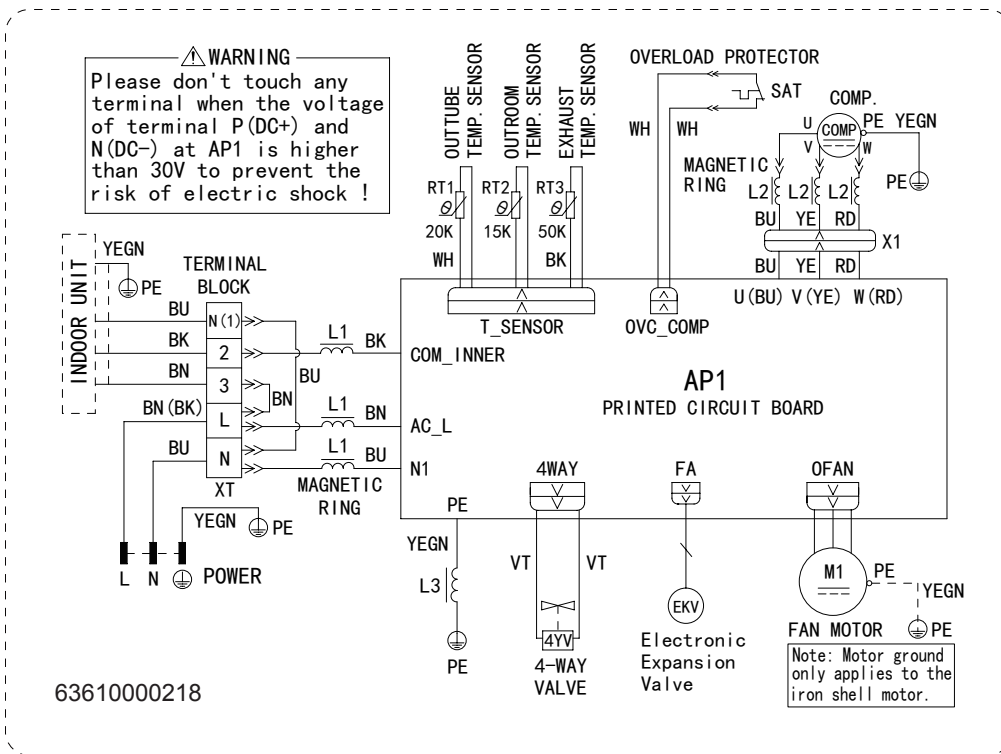 WARNING
Please don't touch any
terminal when the voltage
of terminal P(DC+) and
N(DC-) at AP1 is higher
than 30V to prevent the
risk of electric shock !
OUTTUBE
TEMP. SENSOR
OUTROOM
TEMP. SENSOR
EXHAUST
TEMP. SENSOR
RT1
RT2
RT3
θ
θ
θ
20K
15K
50K
WH
BK
T_SENSOR
OVERLOAD PROTECTOR
SAT
WH
WH
OVC_COMP
COMP.
U
V
W
COMP
PE
YEGN
PE
MAGNETIC
RING
L2
L2
L2
BU
YE
RD
X1
BU
YE
RD
U(BU) V(YE) W(RD)
INDOOR UNIT
YEGN
PE
TERMINAL
BLOCK
BU
N(1)
BK
2
L1
BK
COM_INNER
BU
BN
3
BN
BN(BK)
L
L1
BN
AC_L
BU
N
L1
BU
N1
XT
MAGNETIC
RING
YEGN
PE
L
N
POWER
AP1
PRINTED CIRCUIT BOARD
PE
YEGN
L3
PE
4WAY
VT
VT
4YV
4-WAY
VALVE
FA
EKV
Electronic
Expansion
Valve
OFAN
M1
PE
YEGN
FAN MOTOR
PE
Note: Motor ground
only applies to the
iron shell motor.
63610000218